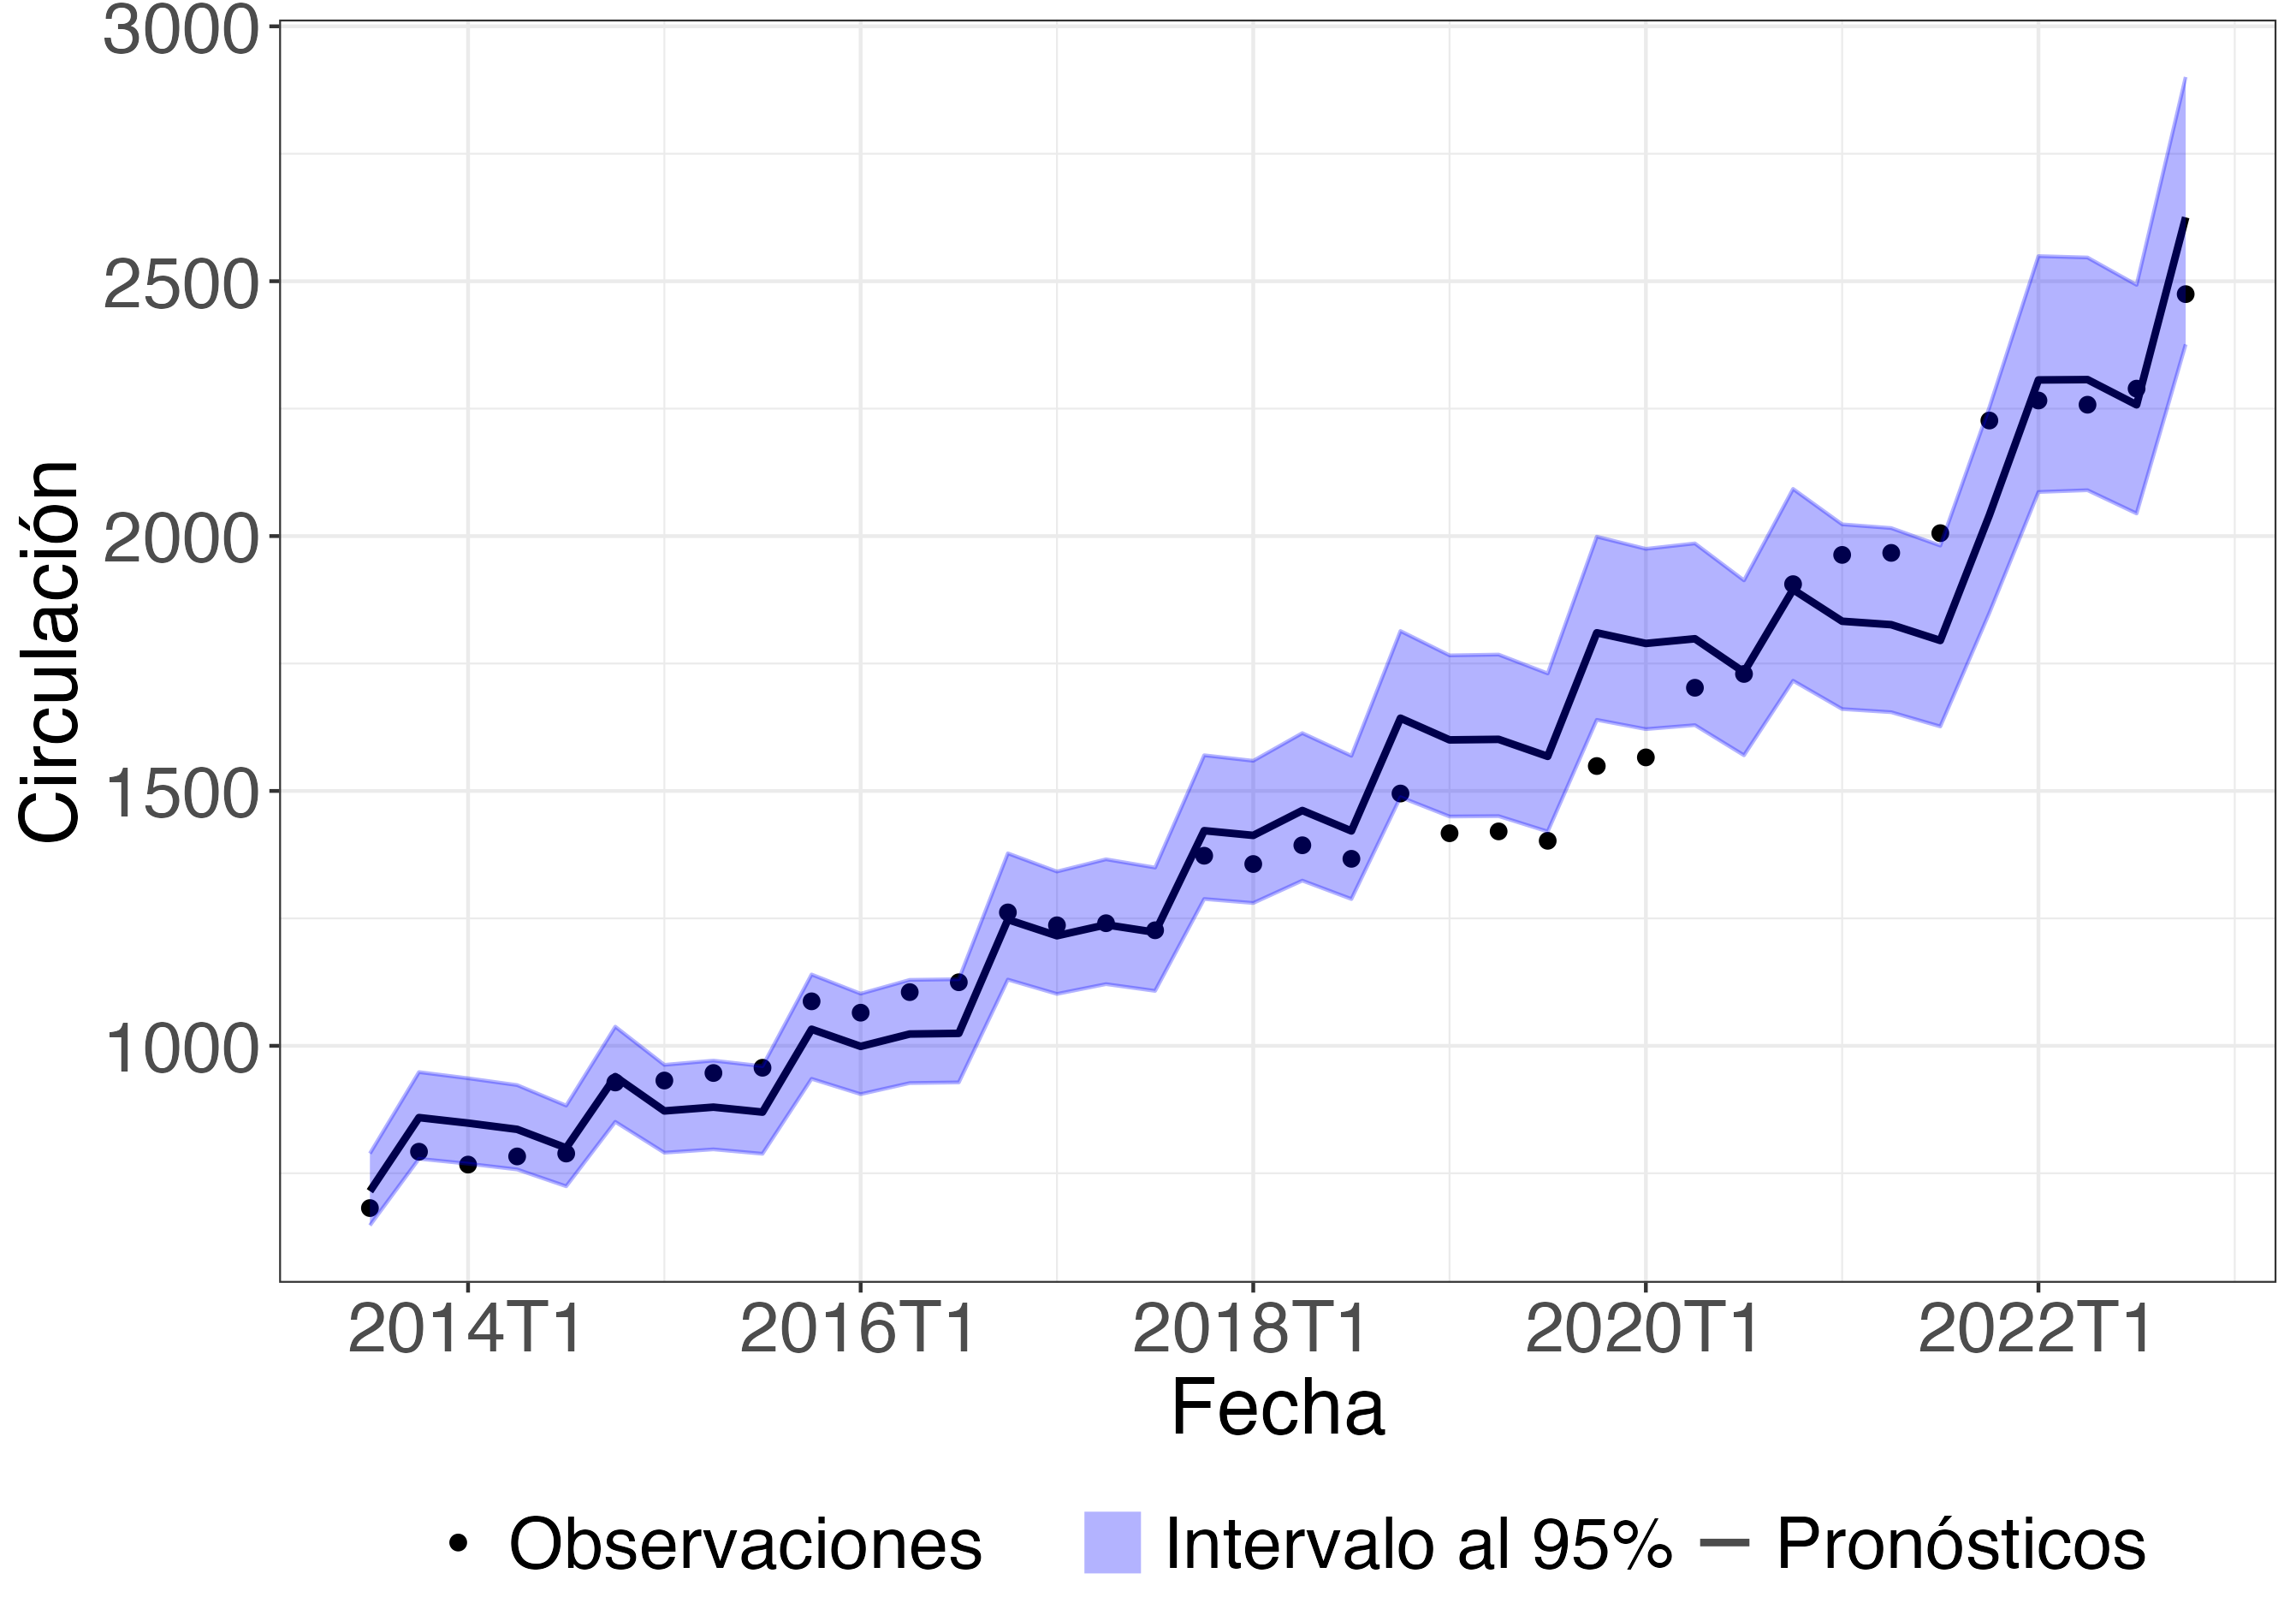 3000
2500
2000
1500
1000
Circulación
2014T1 2016T1 2018T1 2020T1 2022T1
Fecha
Observaciones Intervalo al 95% Pronósticos